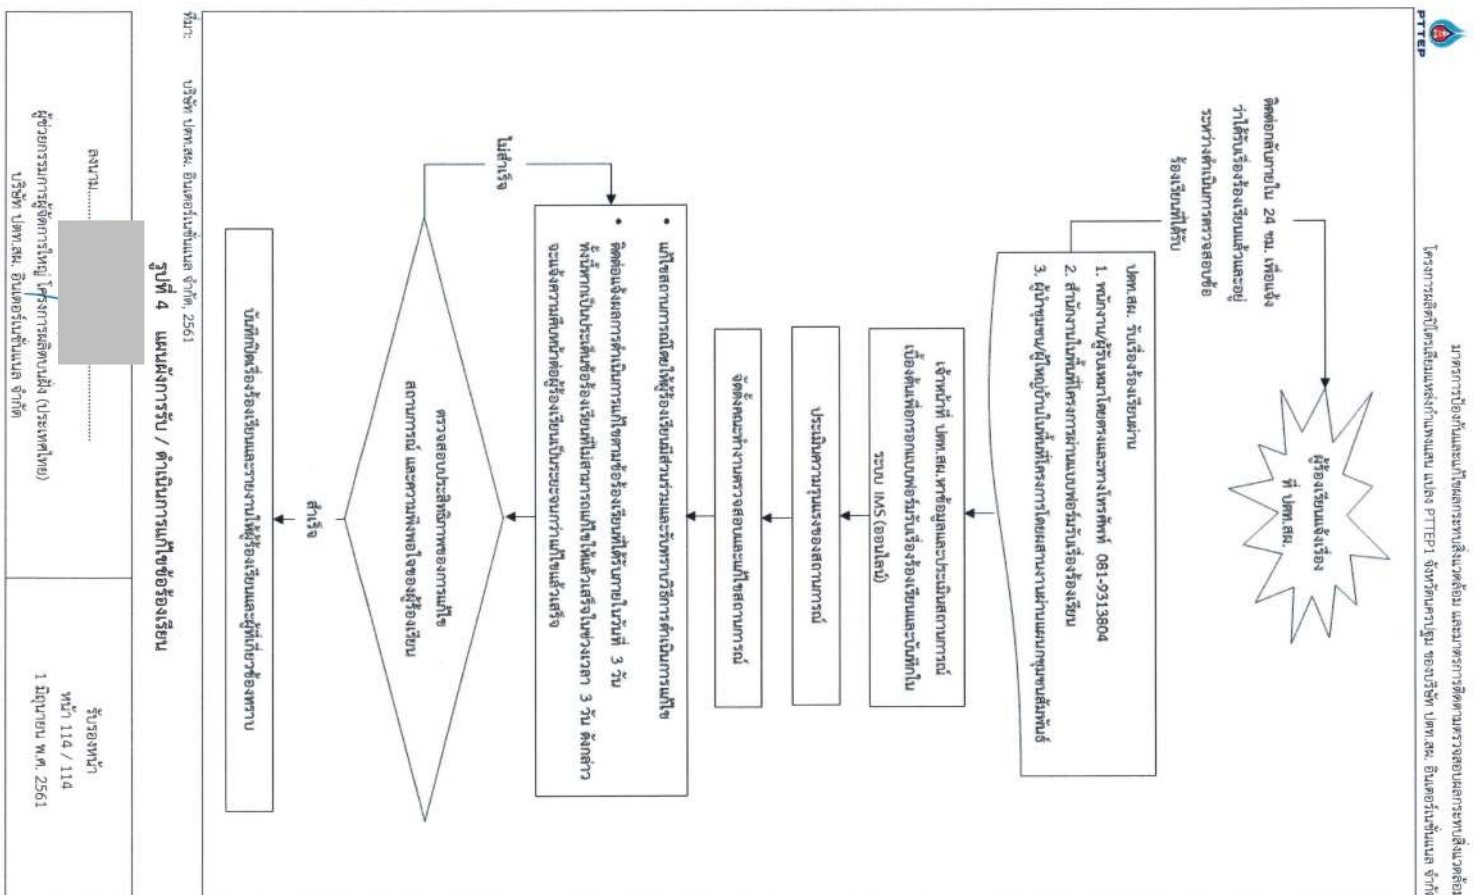 PTTEP
มาตรการป้องกันและแก้ไขผลกระทบสิ่งแวดล้อม และมาตรการติดตามตรวจสอบผลกระทบสิ่งแวดล้อม
โครงการผลิตปิโตรเลียมแหล่งกำแพงแสน แปลง PTTEP1 จังหวัดนครปฐม ของบริษัท ปตท.สผ. อินเตอร์เนชั่นแนล จำกัด
ผู้ร้องเรียนแจ้งเรื่อง
ที่ ปตท.สผ.
ติดต่อกลับภายใน 24 ชม. เพื่อแจ้ง
ว่าได้รับเรื่องร้องเรียนแล้วและอยู่
ระหว่างดำเนินการตรวจสอบข้อ
ร้องเรียนที่ได้รับ
ปตท.สผ. รับเรื่องร้องเรียนผ่าน
1. พนักงาน/ผู้รับเหมาโดยตรงและทางโทรศัพท์ 081-9313804
2. สำนักงานในพื้นที่โครงการผ่านแบบฟอร์มรับเรื่องร้องเรียน
3. ผู้นำชุมชน/ผู้ใหญ่บ้านในพื้นที่โครงการโดยผสานงานผ่านแผนกชุมชนสัมพันธ์
เจ้าหน้าที่ ปตท.สผ.หาข้อมูลและประเมินสถานการณ์
เบื้องต้นเพื่อกรอกแบบฟอร์มรับเรื่องร้องเรียนและบันทึกใน
ระบบ IMS (ออนไลน์)
ประเมินความรุนแรงของสถานการณ์
จัดตั้งคณะทำงานตรวจสอบและแก้ไขสถานการณ์
• แก้ไขสถานการณ์โดยให้ผู้ร้องเรียนมีส่วนร่วมและรับทราบวิธีการดำเนินการแก้ไข
• ติดต่อแจ้งผลการดำเนินการแก้ไขตามข้อร้องเรียนที่ได้รับภายในวันที่ 3 วัน
ทั้งนี้หากเป็นประเด็นข้อร้องเรียนที่ไม่สามารถแก้ไขให้แล้วเสร็จในช่วงเวลา 3 วัน ดังกล่าว
จะแจ้งความคืบหน้าต่อผู้ร้องเรียนเป็นระยะจนกว่าแก้ไขแล้วเสร็จ
ไม่สำเร็จ
ตรวจสอบประสิทธิภาพของการแก้ไข
สถานการณ์ และความพึงพอใจของผู้ร้องเรียน
สำเร็จ
บันทึกปิดเรื่องร้องเรียนและรายงานให้ผู้ร้องเรียนและผู้ที่เกี่ยวข้องทราบ
ที่มา: บริษัท ปตท.สผ. อินเตอร์เนชั่นแนล จำกัด, 2561
รูปที่ 4 แผนผังการรับ / ดำเนินการแก้ไขข้อร้องเรียน
ลงนาม
ผู้ช่วยกรรมการผู้จัดการใหญ่ โครงการผลิตบนฝั่ง (ประเทศไทย)
บริษัท ปตท.สผ. อินเตอร์เนชั่นแนล จำกัด
รับรองหน้า
หน้า 114 / 114
1 มิถุนายน พ.ศ. 2561